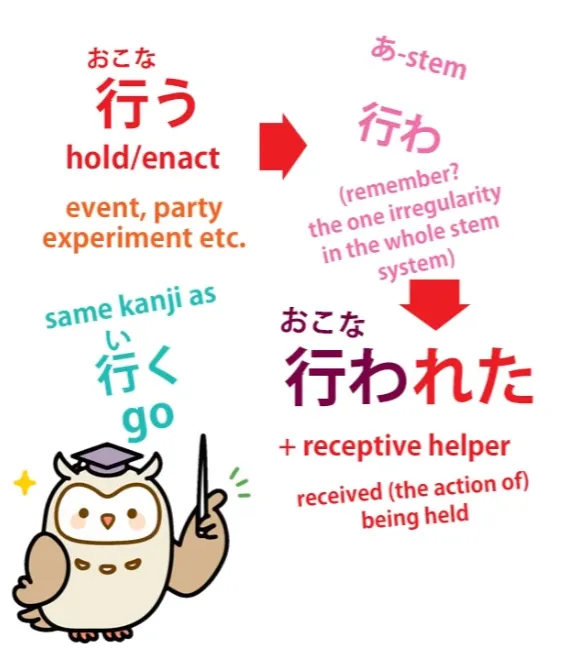 おこな
行う
hold/enact
event, party
experiment etc.
あ-stem
行わ
(remember?
the one irregularity
in the whole stem
system)
same kanji as
い
行く
go
おこな
行われた
+ receptive helper
received (the action of)
being held